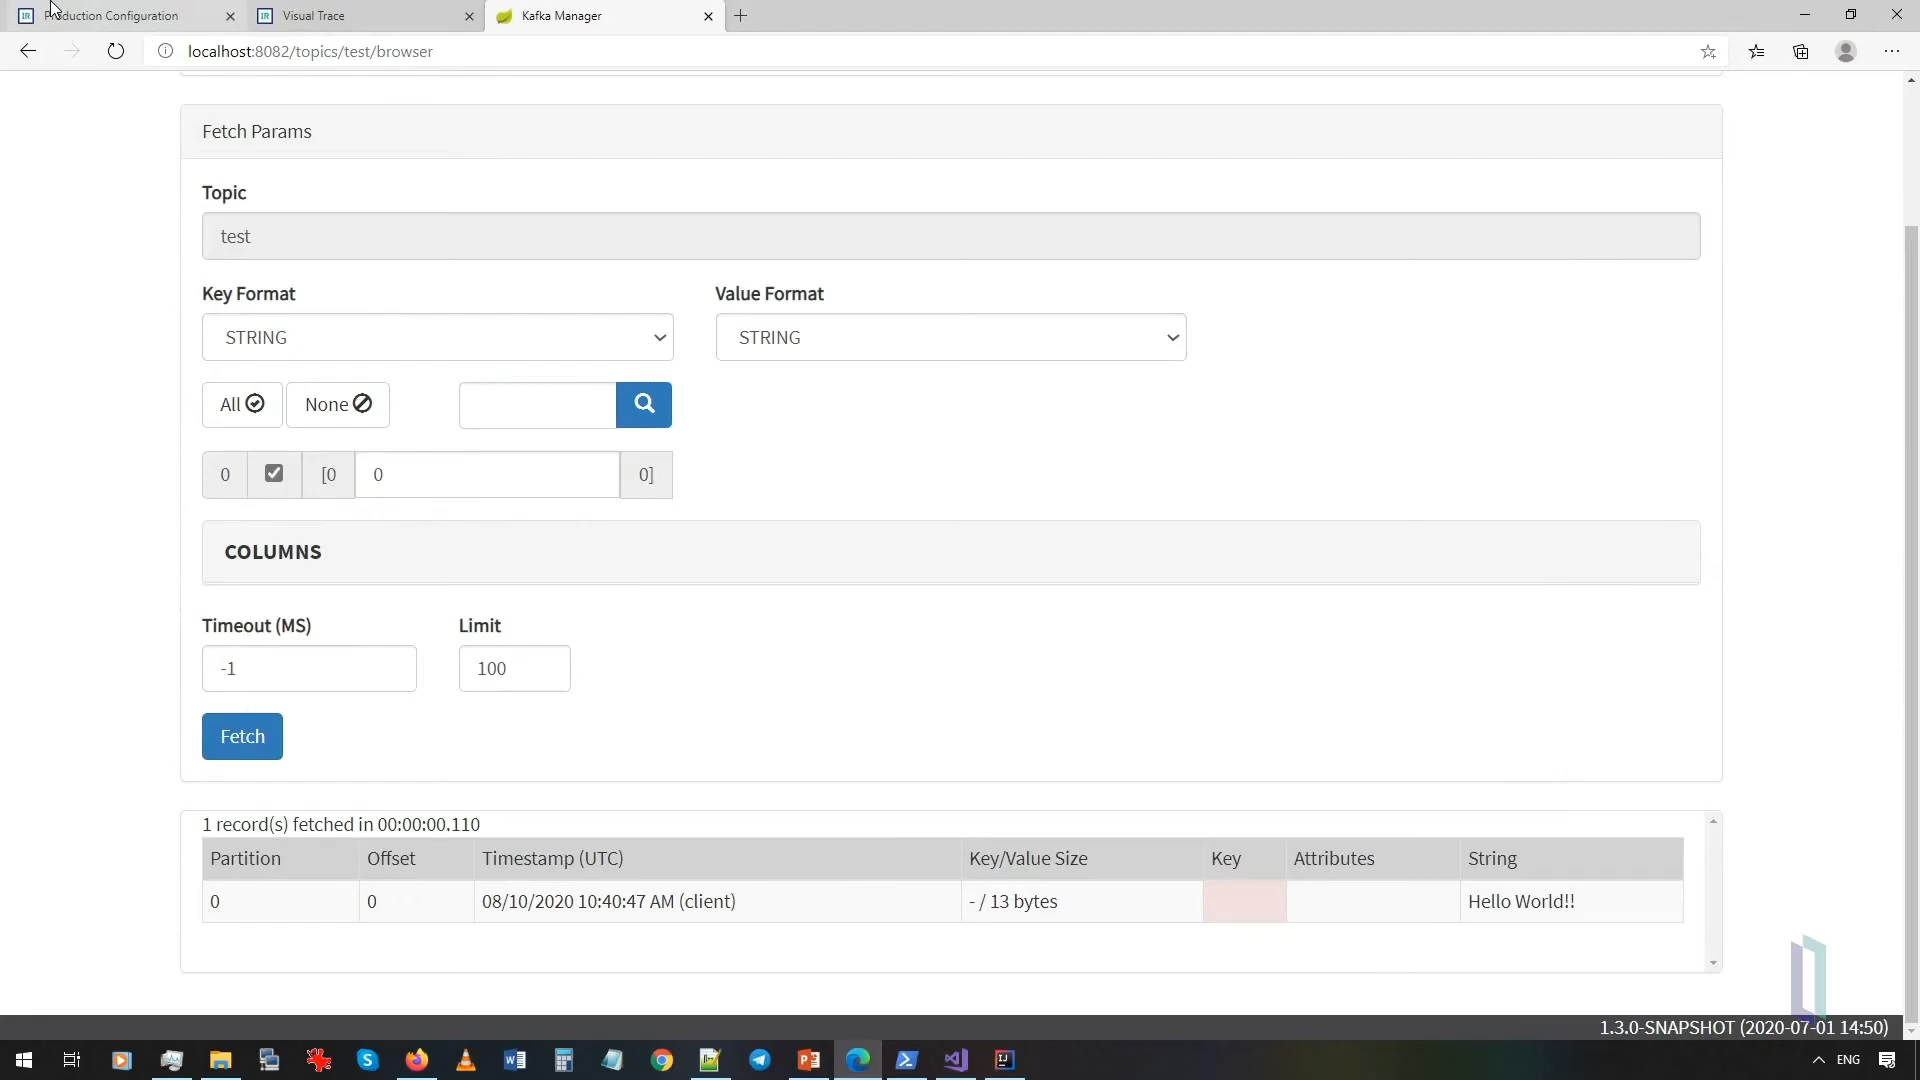 Production Configuration
Visual Trace
Kafka Manager
localhost:8082/topics/test/browser
Fetch Params
Topic
test
Key Format
Value Format
STRING
STRING
All
None
0
[0
0
0]
COLUMNS
Timeout (MS)
Limit
-1
100
Fetch
1 record(s) fetched in 00:00:00.110
Partition
Offset
Timestamp (UTC)
Key/Value Size
Key
Attributes
String
0
0
08/10/2020 10:40:47 AM (client)
- / 13 bytes
Hello World!!
1.3.0-SNAPSHOT (2020-07-01 14:50)
ENG